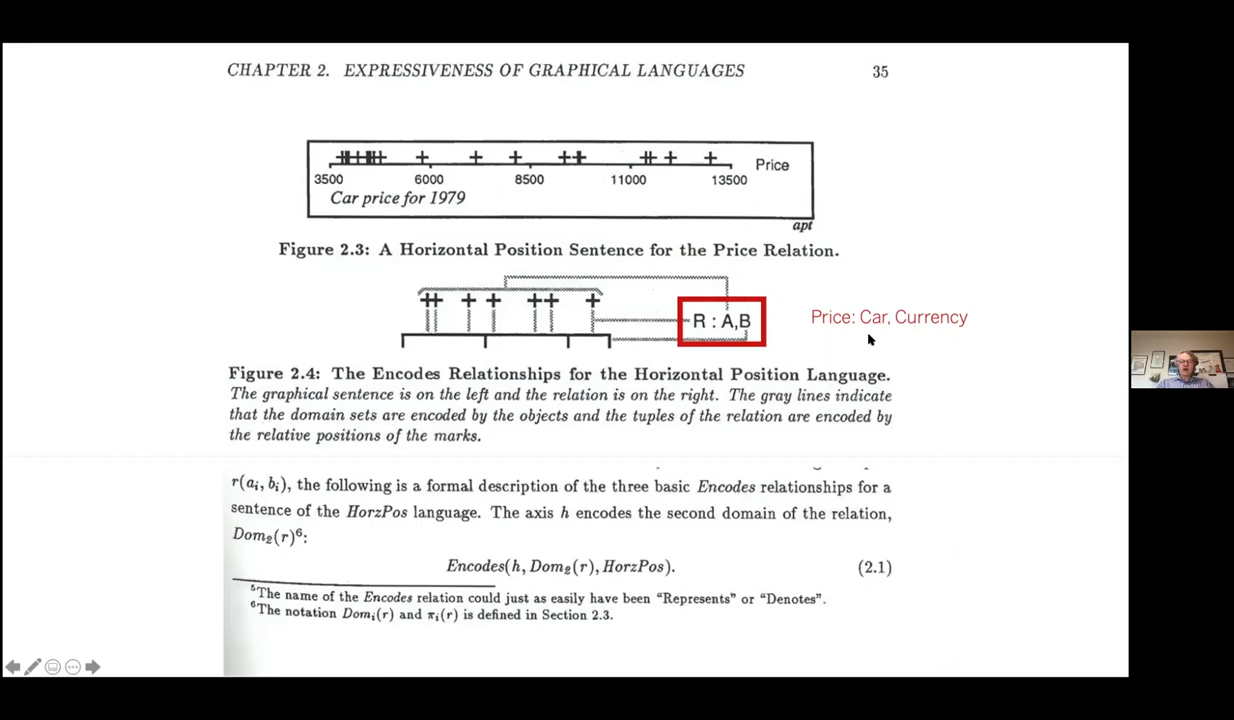 CHAPTER 2. EXPRESSIVENESS OF GRAPHICAL LANGUAGES 35
Price
3500 6000 8500 11000 13500
Car price for 1979
apt
Figure 2.3: A Horizontal Position Sentence for the Price Relation.
R : A,B
Price: Car, Currency
Figure 2.4: The Encodes Relationships for the Horizontal Position Language.
The graphical sentence is on the left and the relation is on the right. The gray lines indicate
that the domain sets are encoded by the objects and the tuples of the relation are encoded by
the relative positions of the marks.
r(aᵢ, bᵢ), the following is a formal description of the three basic Encodes relationships for a
sentence of the HorzPos language. The axis h encodes the second domain of the relation,
Dom₂(r)⁶:
Encodes(h, Dom₂(r), HorzPos). (2.1)
⁵The name of the Encodes relation could just as easily have been “Represents” or “Denotes”.
⁶The notation Domᵢ(r) and πᵢ(r) is defined in Section 2.3.